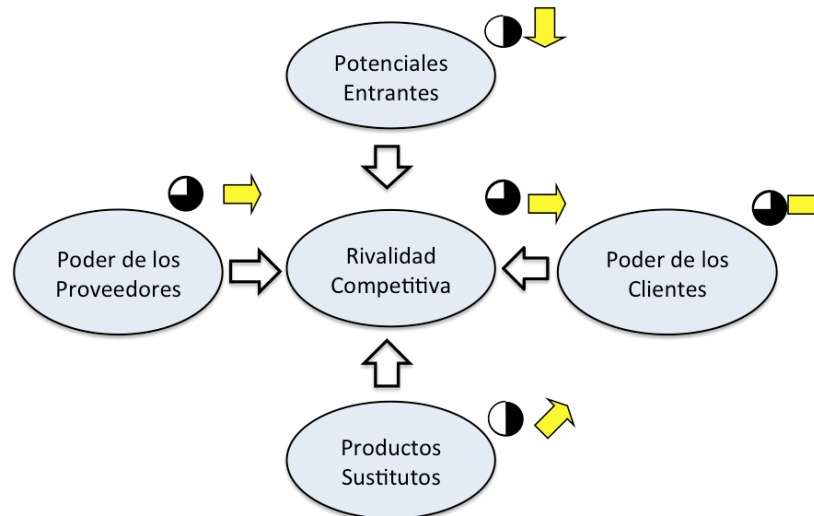 Potenciales
Entrantes
Poder de los
Proveedores
Rivalidad
Competitiva
Poder de los
Clientes
Productos
Sustitutos